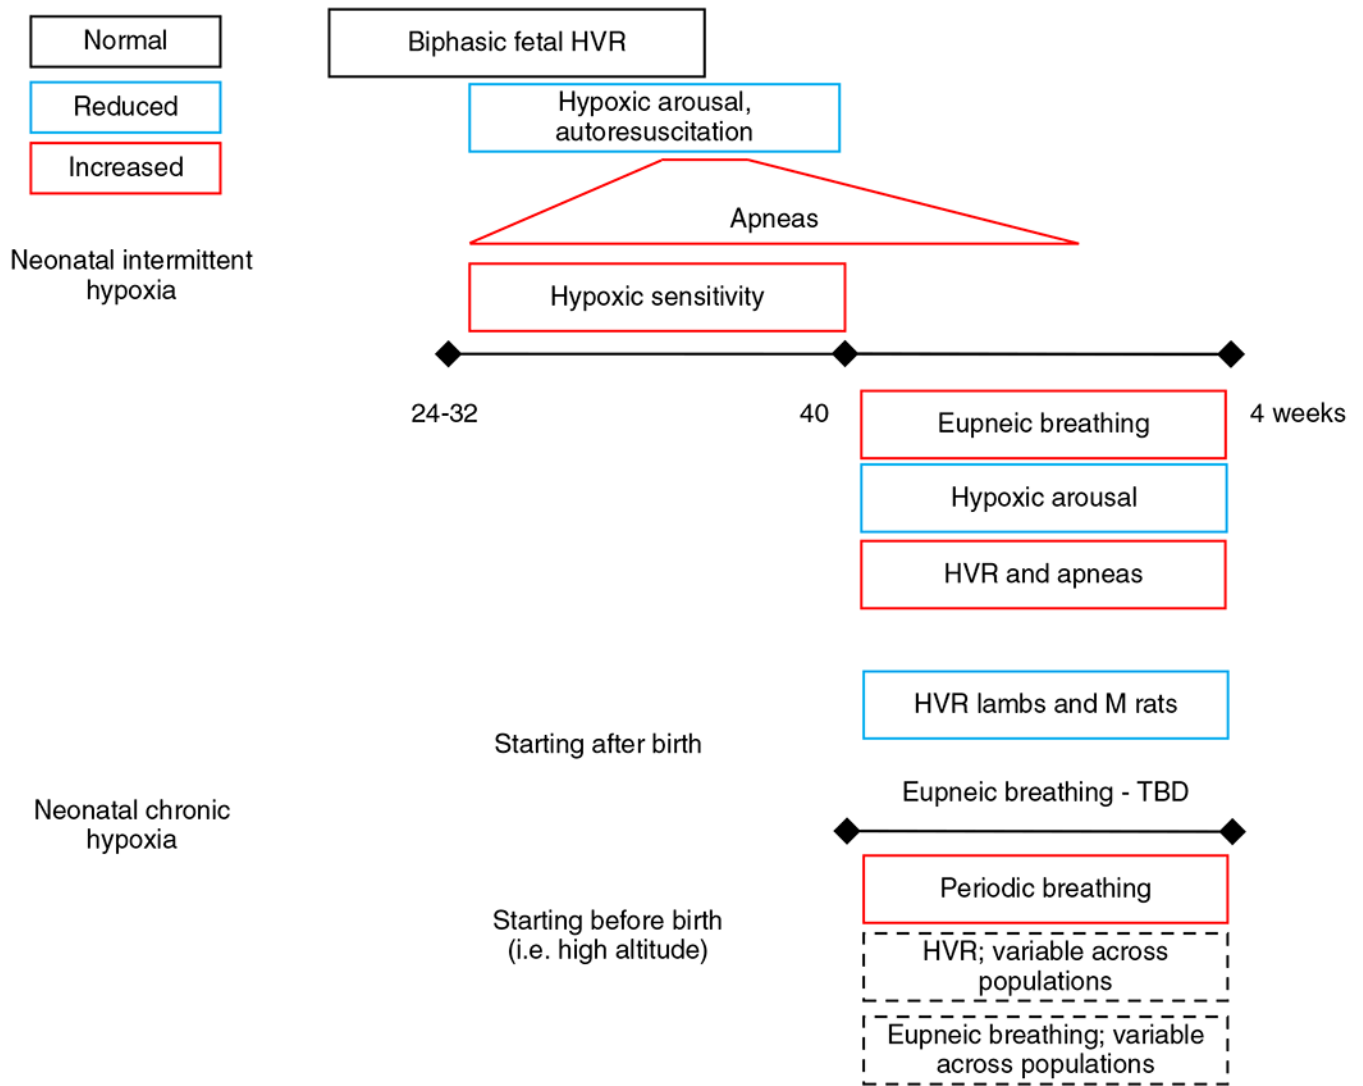 Normal
Reduced
Increased
Biphasic fetal HVR
Hypoxic arousal,
autoresuscitation
Apneas
Neonatal intermittent
hypoxia
Hypoxic sensitivity
24-32
40
4 weeks
Eupneic breathing
Hypoxic arousal
HVR and apneas
HVR lambs and M rats
Starting after birth
Eupneic breathing - TBD
Neonatal chronic
hypoxia
Periodic breathing
Starting before birth
(i.e. high altitude)
HVR; variable across
populations
Eupneic breathing; variable
across populations